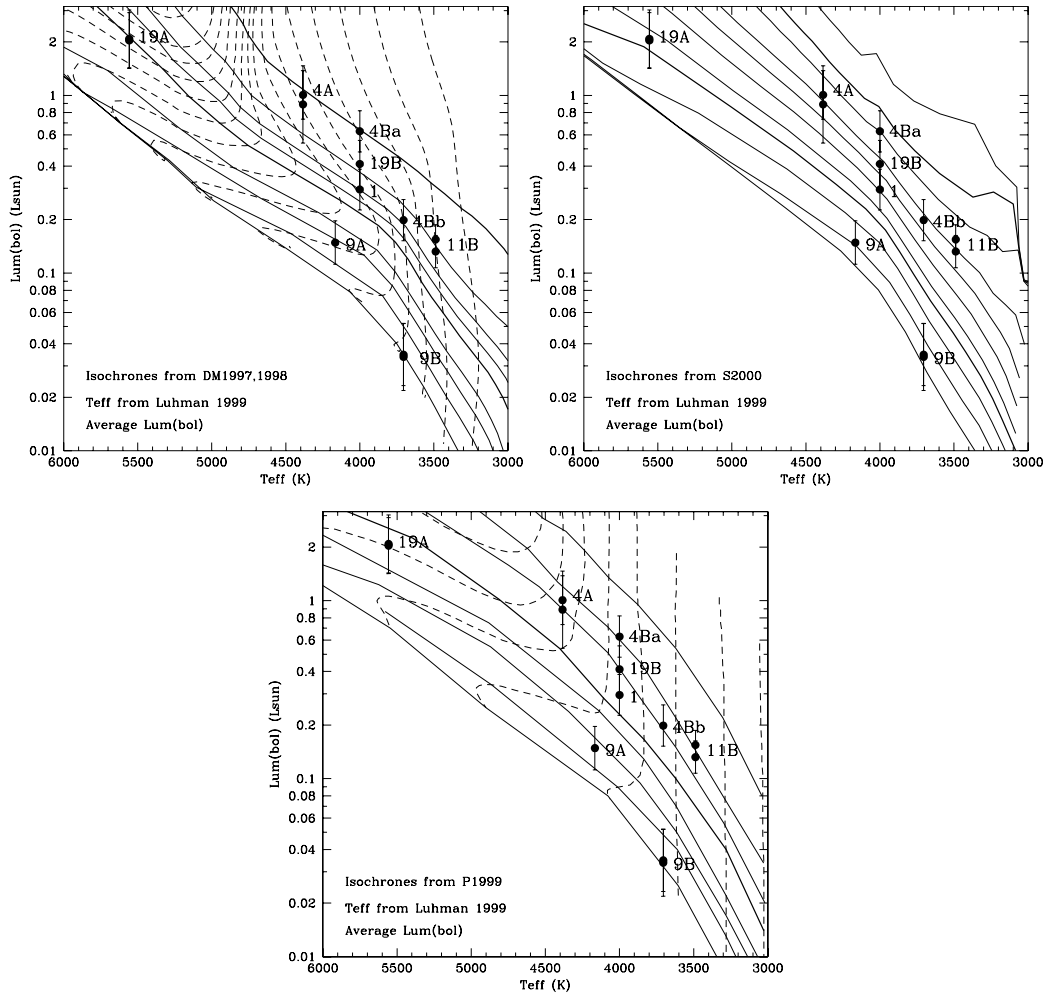 2
1
0.8
0.6
0.4
0.2
0.1
0.08
0.04
0.02
0.01
Lum(bol) (Lsun)
19A
4A
4Ba
19B
1
4Bb
11B
9A
9B
Isochrones from DM1997,1998
Teff from Luhman 1999
Average Lum(bol)
6000 5500 5000 4500 4000 3500 3000
Teff (K)
2
1
0.8
0.6
0.4
0.2
0.1
0.08
0.04
0.02
0.01
Lum(bol) (Lsun)
19A
4A
4Ba
19B
1
4Bb
11B
9A
9B
Isochrones from S2000
Teff from Luhman 1999
Average Lum(bol)
6000 5500 5000 4500 4000 3500 3000
Teff (K)
2
1
0.8
0.6
0.4
0.2
0.1
0.08
0.04
0.02
0.01
Lum(bol) (Lsun)
19A
4A
4Ba
19B
1
4Bb
11B
9A
9B
Isochrones from P1999
Teff from Luhman 1999
Average Lum(bol)
6000 5500 5000 4500 4000 3500 3000
Teff (K)